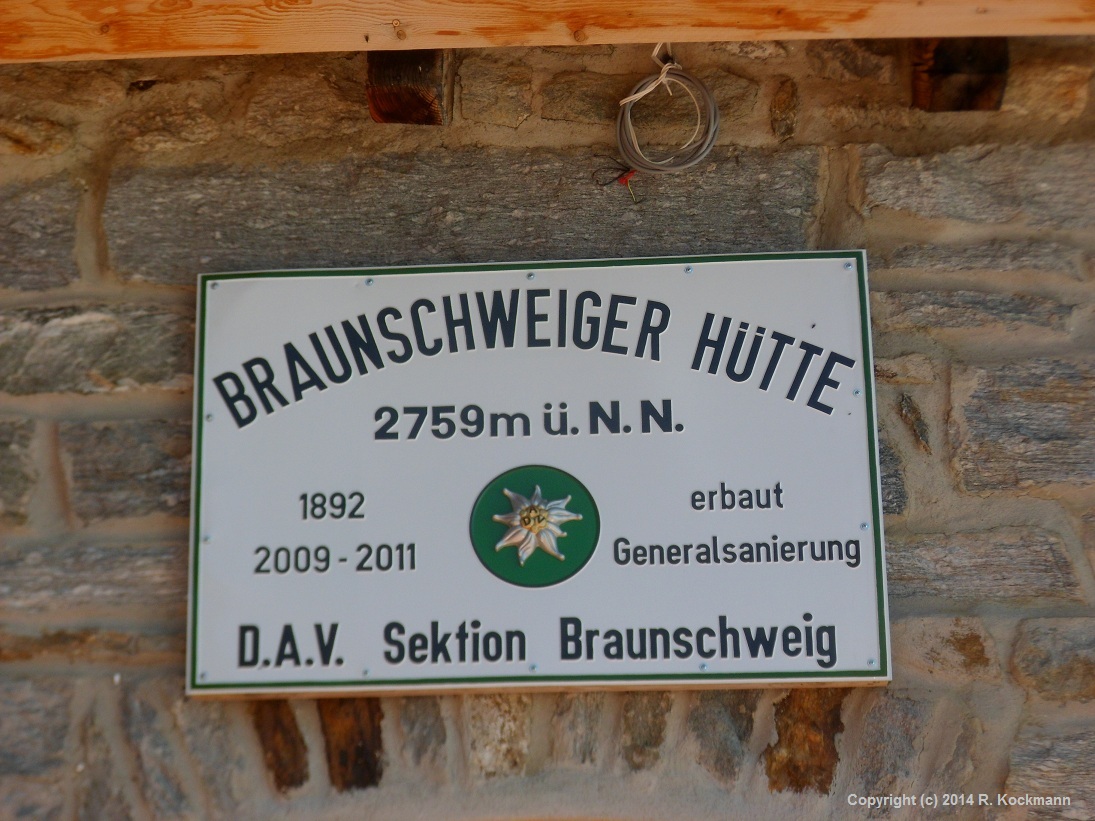 BRAUNSCHWEIGER HÜTTE
2759m ü. N. N.
1892 erbaut
2009 - 2011 Generalsanierung
D.A.V. Sektion Braunschweig
Copyright (c) 2014 R. Kockmann